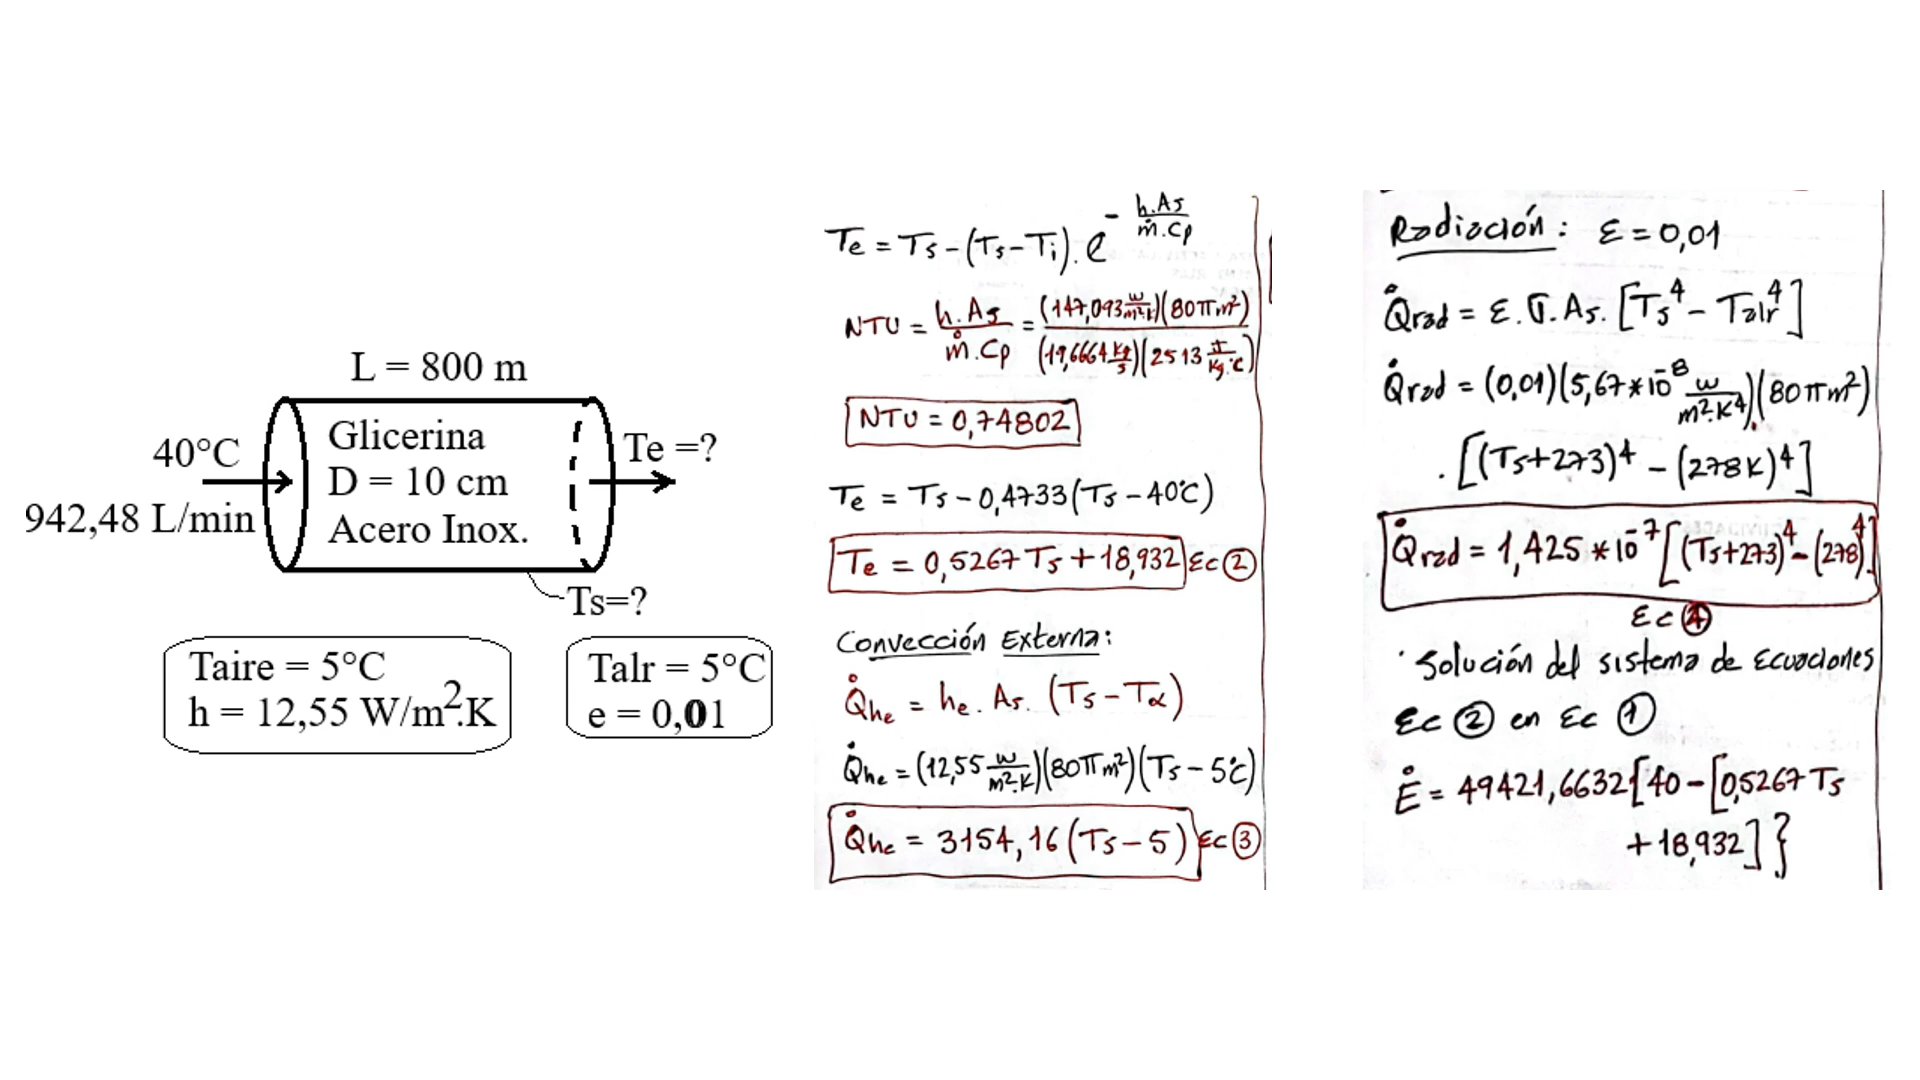 L = 800 m
40°C
942,48 L/min
Glicerina
D = 10 cm
Acero Inox.
Te =?
Ts=?
Taire = 5°C
h = 12,55 W/m².K
Talr = 5°C
e = 0,01
Te = Ts - (Ts - Ti) . e^(- h.As / ṁ.Cp)
NTU = h.As / ṁ.Cp = (147,093 w/m².k)(80π m²) / (19,6664 kg/s)(2513 J/kg.°C)
NTU = 0,74802
Te = Ts - 0,4733 (Ts - 40°C)
Te = 0,5267 Ts + 18,932 Ec ②
Convección Externa:
Q̇he = he . As . (Ts - Tα)
Q̇he = (12,55 w/m².K)(80π m²)(Ts - 5°C)
Q̇he = 3154,16 (Ts - 5) Ec ③
Radiación: ε = 0,01
Q̇rad = ε . σ . As . [Ts⁴ - Talr⁴]
Q̇rad = (0,01)(5,67*10⁻⁸ w/m².K⁴)(80π m²)
. [(Ts+273)⁴ - (278K)⁴]
Q̇rad = 1,425 *10⁻⁷ [(Ts+273)⁴ - (278)⁴]
Ec ④
· Solución del sistema de Ecuaciones
Ec ② en Ec ①
Ė = 49421,6632 {40 - [0,5267 Ts
+ 18,932] }